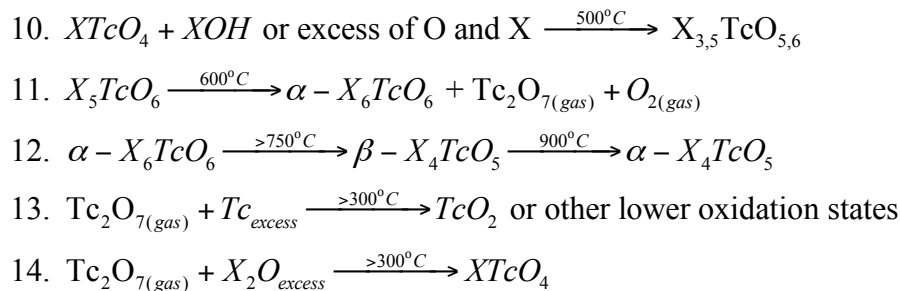 10. XTcO₄ + XOH or excess of O and X —500°C→ X₃,₅TcO₅,₆
11. X₅TcO₆ —600°C→ α − X₆TcO₆ + Tc₂O₇(gas) + O₂(gas)
12. α − X₆TcO₆ —>750°C→ β − X₄TcO₅ —900°C→ α − X₄TcO₅
13. Tc₂O₇(gas) + Tc_excess —>300°C→ TcO₂ or other lower oxidation states
14. Tc₂O₇(gas) + X₂O_excess —>300°C→ XTcO₄